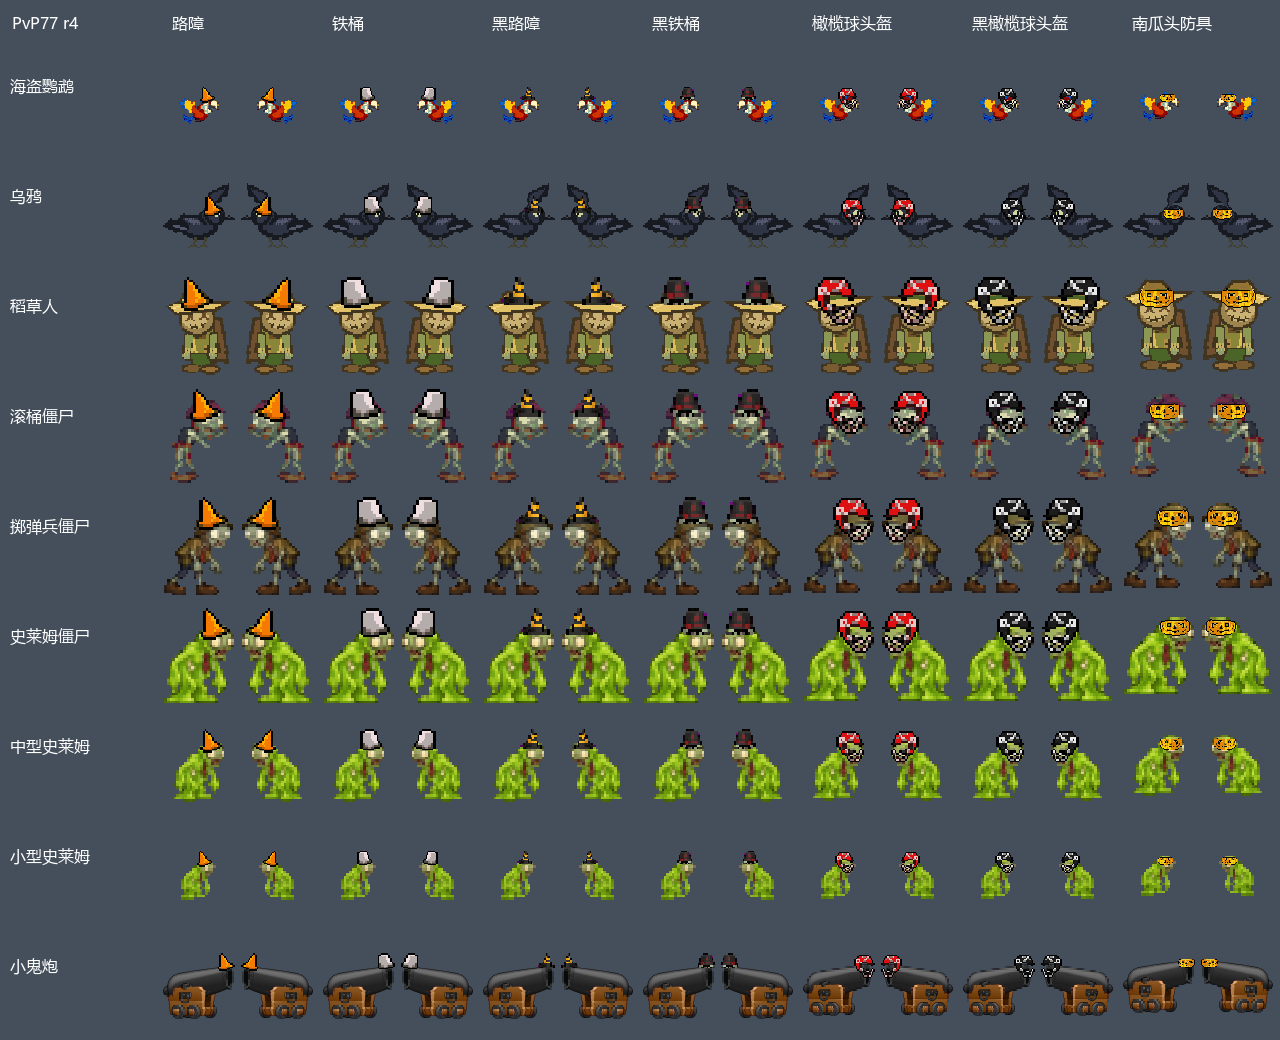 PvP77 r4 路障 铁桶 黑路障 黑铁桶 橄榄球头盔 黑橄榄球头盔 南瓜头防具
海盗鹦鹉
乌鸦
稻草人
滚桶僵尸
掷弹兵僵尸
史莱姆僵尸
中型史莱姆
小型史莱姆
小鬼炮